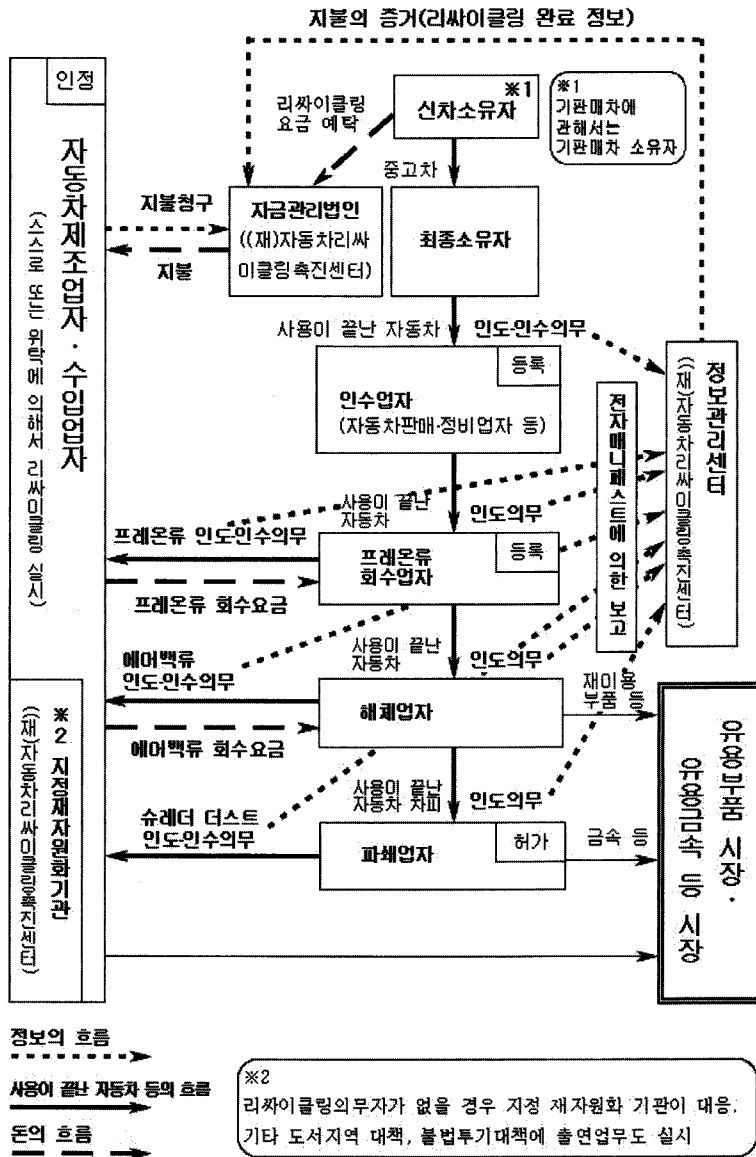 지불의 증거(리싸이클링 완료 정보)
인정
자동차제조업자·수입업자
(스스로 또는 위탁에 의해서 리싸이클링 실시)
리싸이클링
요금 예탁
※1
신차소유자
※1
기판매차에
관해서는
기판매차 소유자
중고차
지불청구
지불
자금관리법인
((재)자동차리싸
이클링촉진센터)
최종소유자
사용이 끝난 자동차
인도·인수의무
등록
인수업자
(자동차판매·정비업자 등)
전자매니페스트에 의한 보고
정보관리센터
((재)자동차리싸이클링촉진센터)
사용이 끝난
자동차
인도의무
프레온류 인도·인수의무
등록
프레온류
회수업자
프레온류 회수요금
에어백류
인도·인수의무
사용이 끝난
자동차
인도의무
재이용
부품 등
해체업자
에어백류 회수요금
※2 지정재자원화기관
((재)자동차리싸이클링촉진센터)
슈레더 더스트
인도·인수의무
사용이 끝난
자동차 차피
인도의무
허가
파쇄업자
금속 등
유용부품 시장·
유용금속 등 시장
정보의 흐름
사용이 끝난 자동차 등의 흐름
돈의 흐름
※2
리싸이클링의무자가 없을 경우 지정 재자원화 기관이 대응.
기타 도서지역 대책, 불법투기대책에 출연업무도 실시